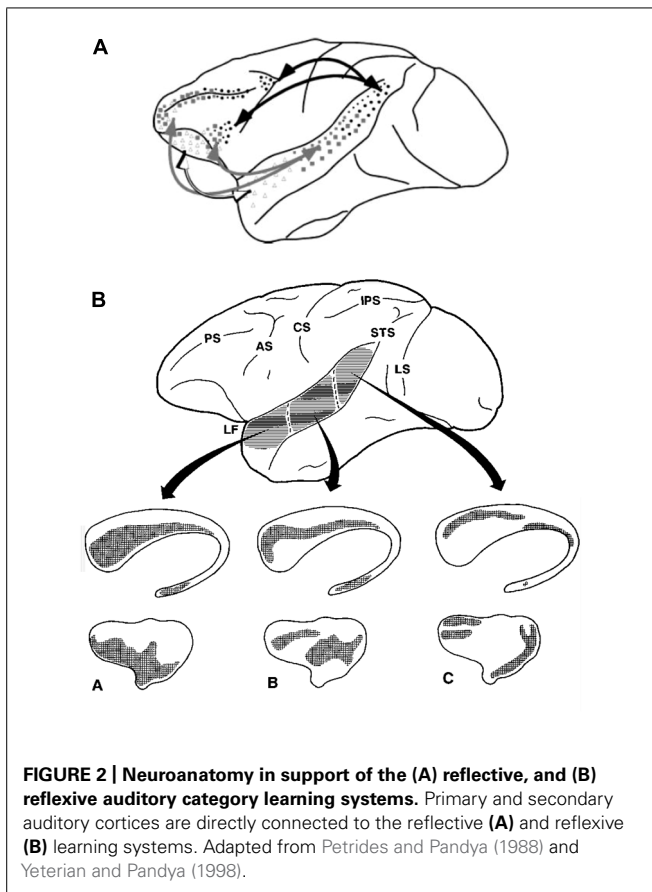 A
B
IPS
PS
CS
STS
AS
LS
LF
A
B
C
FIGURE 2 | Neuroanatomy in support of the (A) reflective, and (B)
reflexive auditory category learning systems. Primary and secondary
auditory cortices are directly connected to the reflective (A) and reflexive
(B) learning systems. Adapted from Petrides and Pandya (1988) and
Yeterian and Pandya (1998).